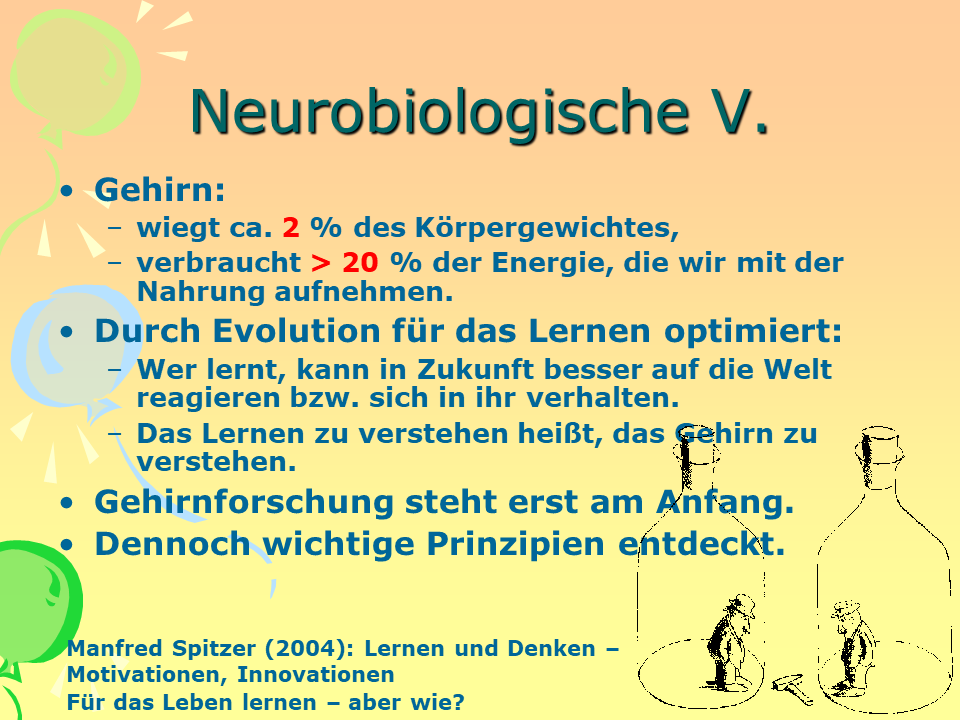 Neurobiologische V.
• Gehirn:
– wiegt ca. 2 % des Körpergewichtes,
– verbraucht > 20 % der Energie, die wir mit der
Nahrung aufnehmen.
• Durch Evolution für das Lernen optimiert:
– Wer lernt, kann in Zukunft besser auf die Welt
reagieren bzw. sich in ihr verhalten.
– Das Lernen zu verstehen heißt, das Gehirn zu
verstehen.
• Gehirnforschung steht erst am Anfang.
• Dennoch wichtige Prinzipien entdeckt.
Manfred Spitzer (2004): Lernen und Denken –
Motivationen, Innovationen
Für das Leben lernen – aber wie?